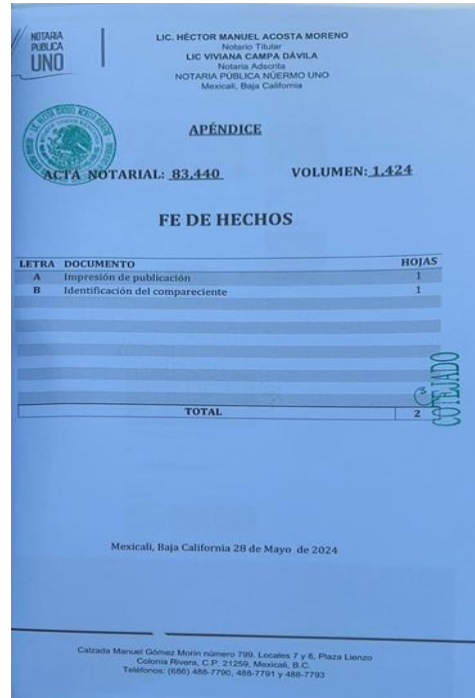 NOTARIA
PÚBLICA
UNO
LIC. HÉCTOR MANUEL ACOSTA MORENO
Notario Titular
LIC VIVIANA CAMPA DÁVILA
Notaria Adscrita
NOTARIA PÚBLICA NÚERMO UNO
Mexicali, Baja California
APÉNDICE
ACTA NOTARIAL: 83,440 VOLUMEN: 1,424
FE DE HECHOS
LETRA DOCUMENTO HOJAS
A Impresión de publicación 1
B Identificación del compareciente 1
COTEJADO
TOTAL 2
Mexicali, Baja California 28 de Mayo de 2024
Calzada Manuel Gómez Morín número 799, Locales 7 y 8, Plaza Lienzo
Colonia Rivera, C.P. 21259, Mexicali, B.C.
Teléfonos: (686) 488-7790, 488-7791 y 488-7793